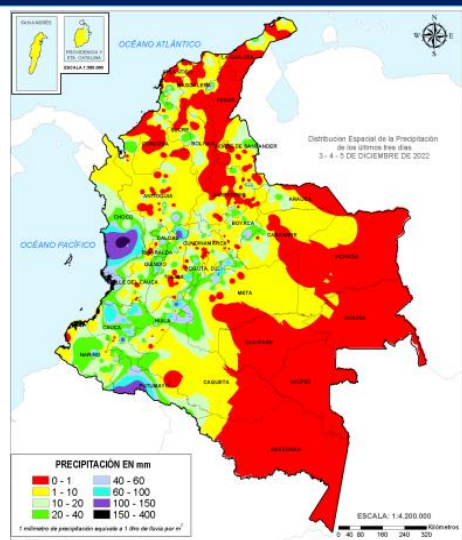 SAN ANDRÉS
PROVIDENCIA Y
STA. CATALINA
ESCALA 1:500.000
OCÉANO ATLÁNTICO
N
W
E
S
LA GUAJIRA
MAGDALENA
CESAR
SUCRE
CÓRDOBA
BOLÍVAR
NORTE DE SANTANDER
Distribucion Espacial de la Precipitación
de los últimos tres días
3 - 4 - 5 DE DICIEMBRE DE 2022
ANTIOQUIA
ARAUCA
CHOCÓ
BOYACÁ
CASANARE
CALDAS
CUNDINAMARCA
RISARALDA
OCÉANO PACÍFICO
VICHADA
QUINDIO
BOGOTÁ, D.C.
VALLE DEL CAUCA
META
GUAINÍA
CAUCA
HUILA
GUAVIARE
NARIÑO
VAUPÉS
PUTUMAYO
CAQUETÁ
AMAZONAS
PRECIPITACIÓN EN mm
0 - 1
40 - 60
1 - 10
60 - 100
10 - 20
100 - 150
20 - 40
150 - 400
1 milímetro de precipitación equivale a 1 litro de lluvia por m²
ESCALA: 1:4.200.000
Kilómetros
0 40 80 160 240 320